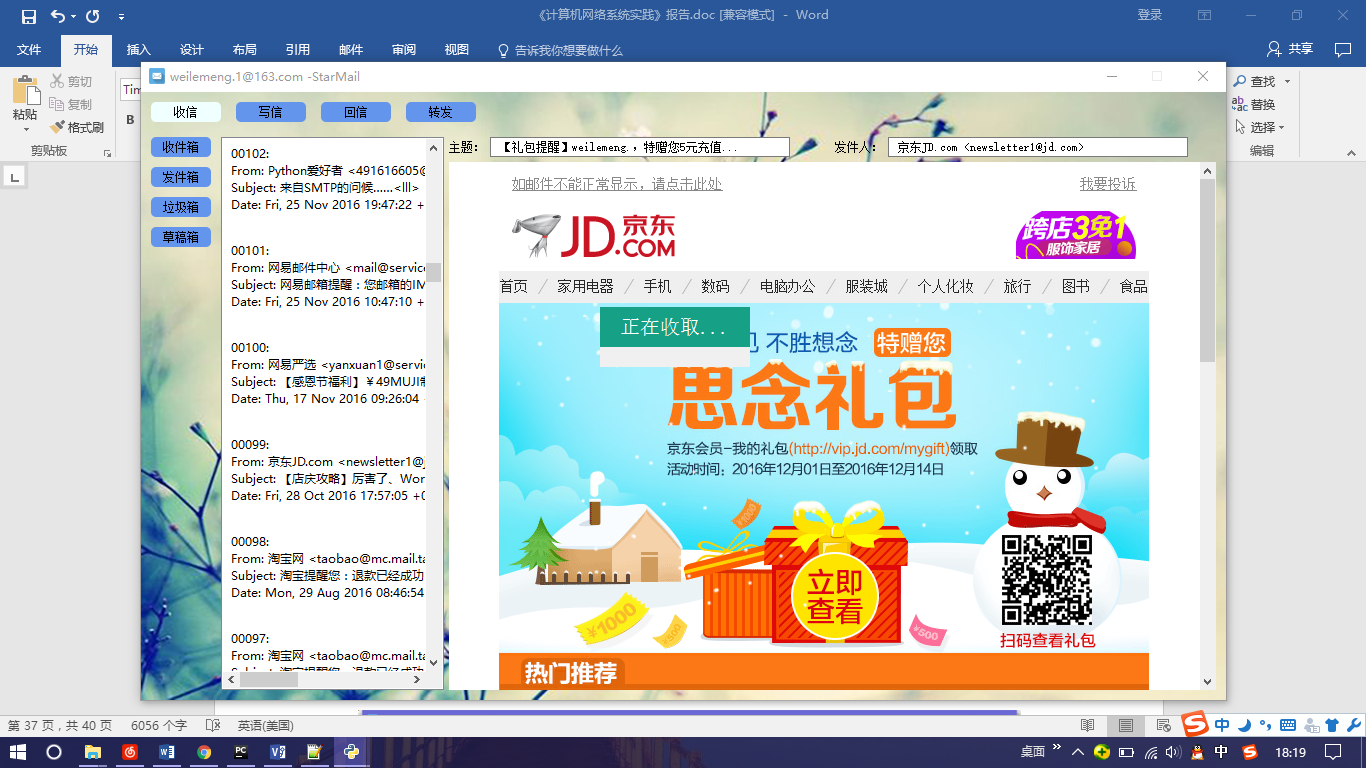 《计算机网络系统实践》报告.doc [兼容模式] - Word
登录
文件 开始 插入 设计 布局 引用 邮件 审阅 视图 告诉我你想要做什么
共享
粘贴
剪切
复制
格式刷
剪贴板
Tim
B
查找
替换
选择
编辑
weilemeng.1@163.com -StarMail
收信 写信 回信 转发
收件箱
发件箱
垃圾箱
草稿箱
00102:
From: Python爱好者 <491616605@
Subject: 来自SMTP的问候……<lll>
Date: Fri, 25 Nov 2016 19:47:22 +
00101:
From: 网易邮件中心 <mail@service
Subject: 网易邮箱提醒：您邮箱的IM
Date: Fri, 25 Nov 2016 10:47:10 +
00100:
From: 网易严选 <yanxuan1@servi
Subject: 【感恩节福利】￥49MUJI制
Date: Thu, 17 Nov 2016 09:26:04
00099:
From: 京东JD.com <newsletter1@j
Subject: 【店庆攻略】厉害了、Wor
Date: Fri, 28 Oct 2016 17:57:05 +0
00098:
From: 淘宝网 <taobao@mc.mail.ta
Subject: 淘宝提醒您：退款已经成功
Date: Mon, 29 Aug 2016 08:46:54
00097:
From: 淘宝网 <taobao@mc.mail.ta
主题： 【礼包提醒】weilemeng.，特赠您5元充值...
发件人： 京东JD.com <newsletter1@jd.com>
如邮件不能正常显示，请点击此处
我要投诉
JD.COM 京东
跨店3免1
服饰家居
首页 / 家用电器 / 手机 / 数码 / 电脑办公 / 服装城 / 个人化妆 / 旅行 / 图书 / 食品
正在收取...
不胜想念 特赠您
思念礼包
京东会员-我的礼包(http://vip.jd.com/mygift)领取
活动时间：2016年12月01日至2016年12月14日
立即
查看
¥1000
¥500
¥500
扫码查看礼包
热门推荐
第 37 页，共 40 页 6056 个字 英语(美国)
中
桌面
中
18:19